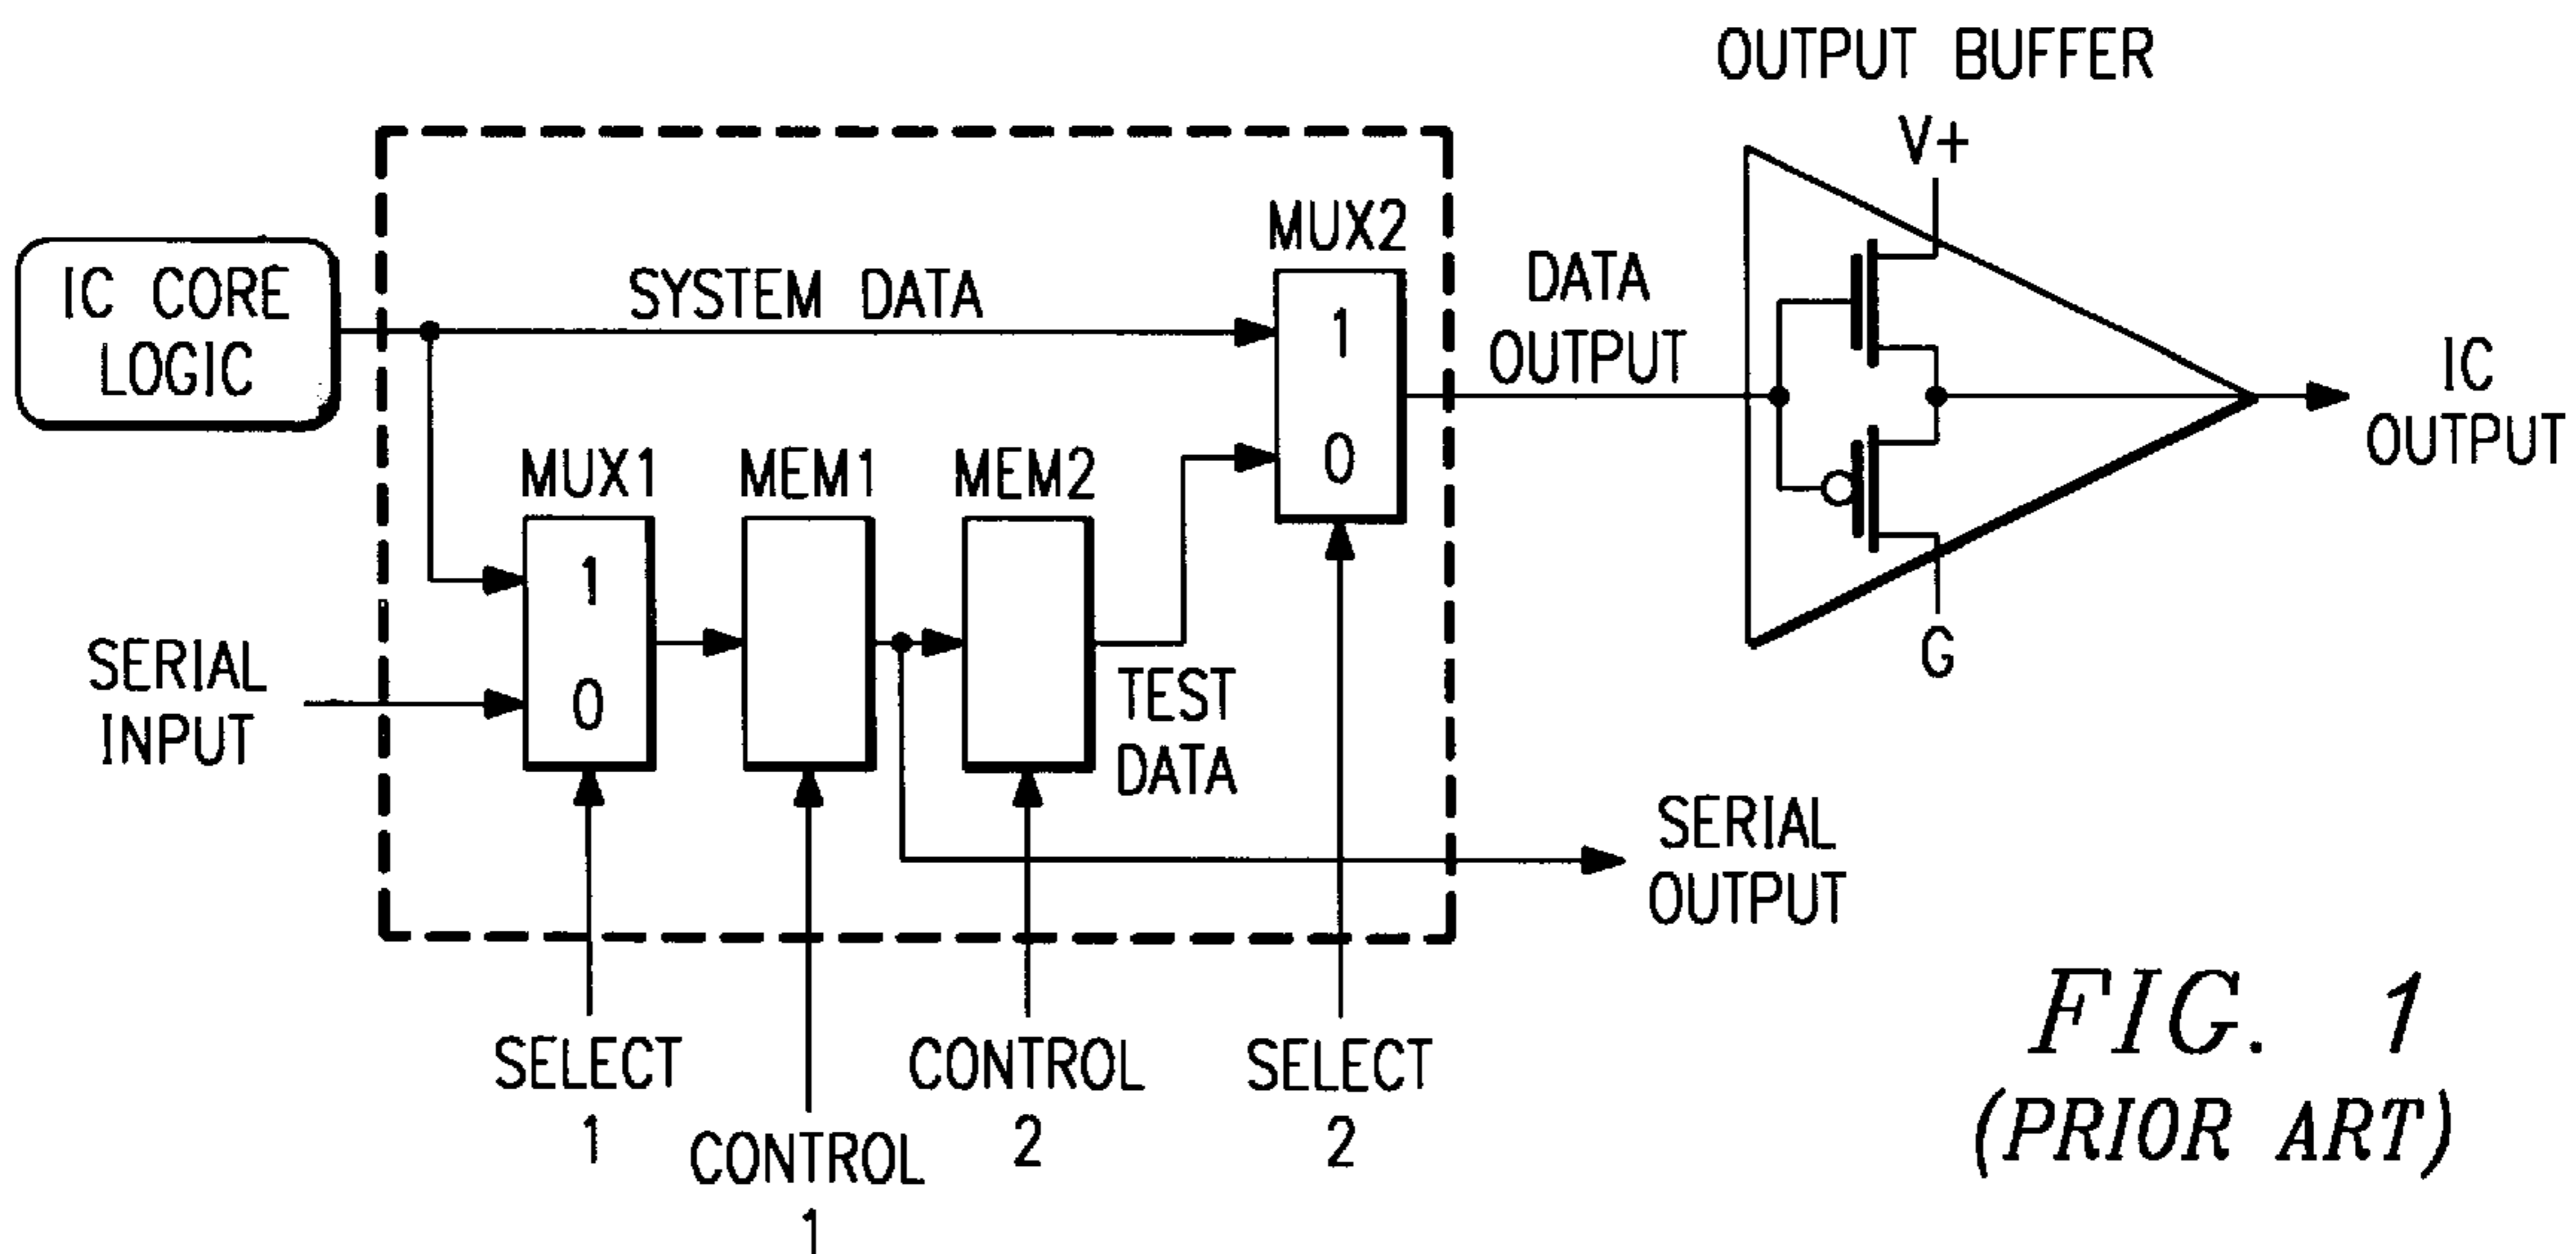 OUTPUT BUFFER
V+
IC CORE
LOGIC
SYSTEM DATA
MUX2
1
0
DATA
OUTPUT
IC
OUTPUT
G
MUX1
1
0
MEM1
MEM2
SERIAL
INPUT
TEST
DATA
SERIAL
OUTPUT
SELECT
1
CONTROL
1
CONTROL
2
SELECT
2
FIG. 1
(PRIOR ART)